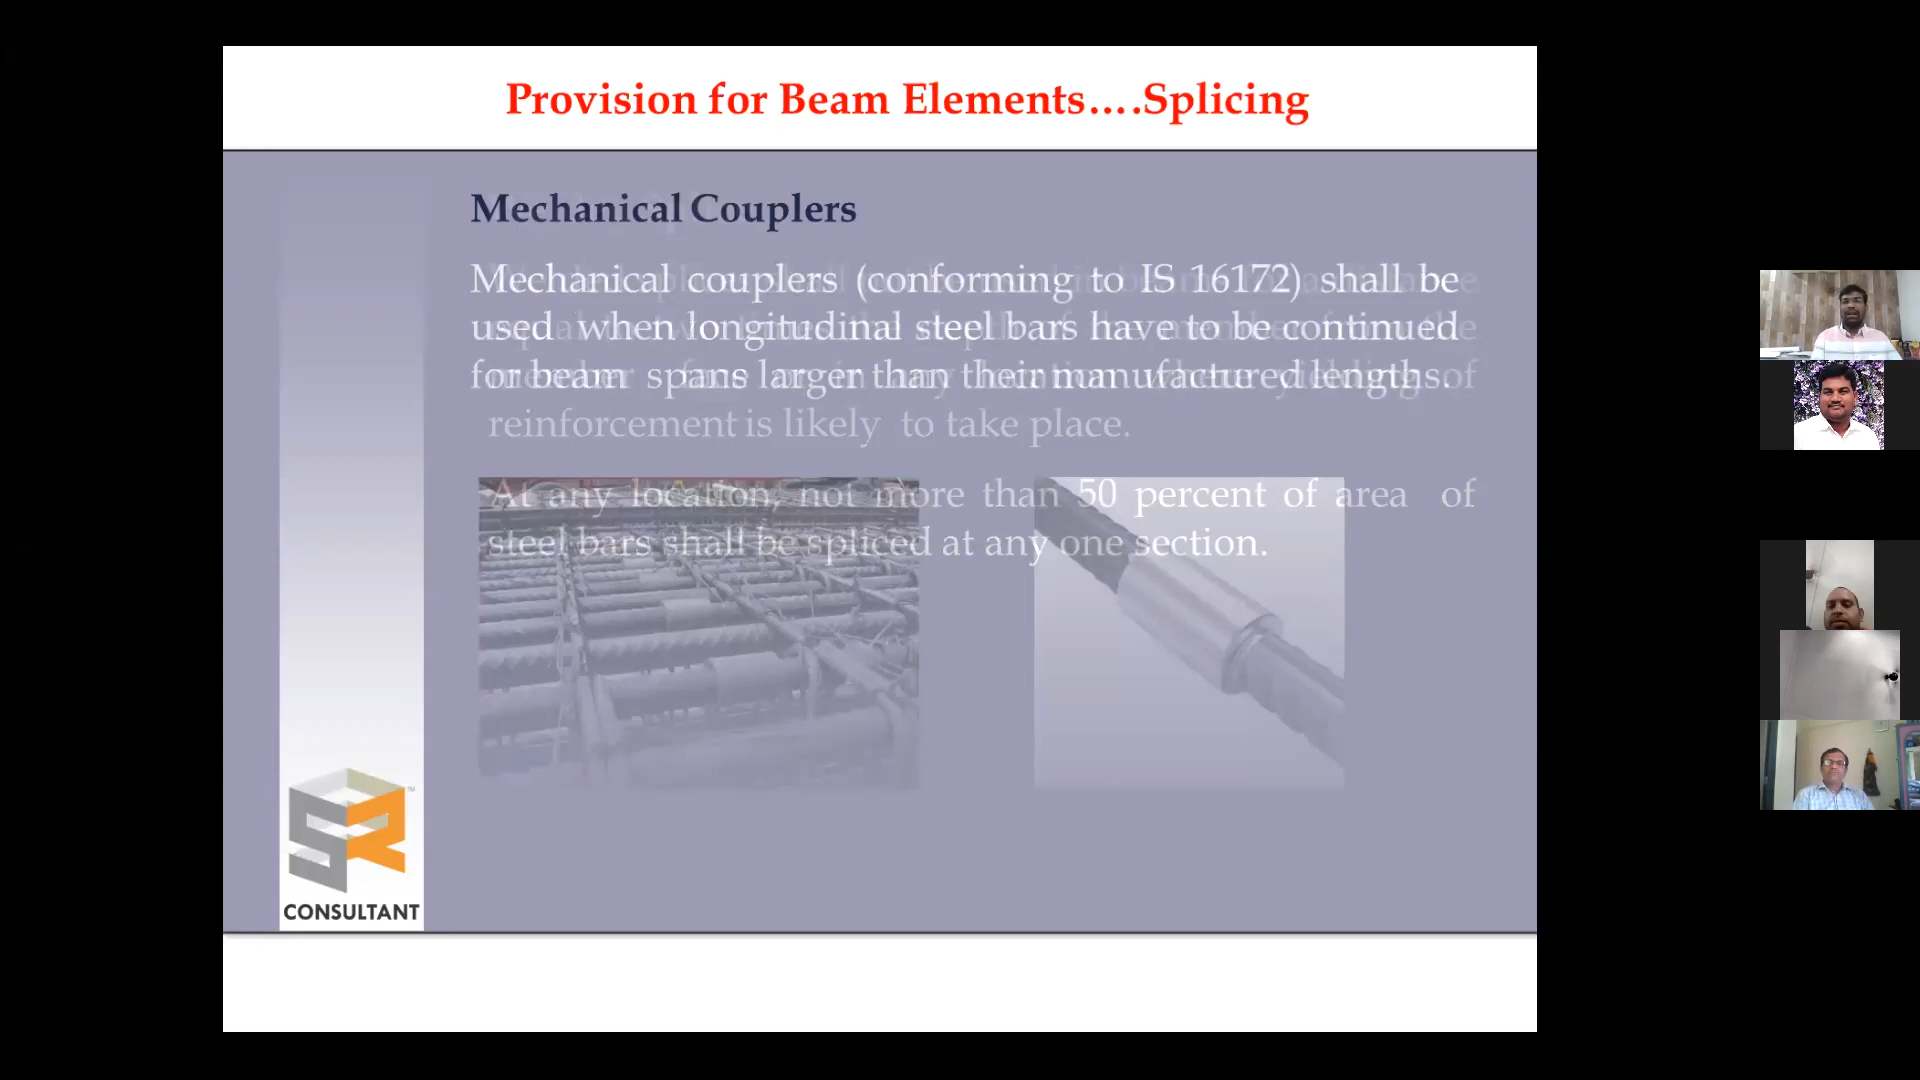 Provision for Beam Elements….Splicing
Mechanical Couplers
Mechanical couplers (conforming to IS 16172) shall be
used when longitudinal steel bars have to be continued
for beam spans larger than their manufactured lengths.
reinforcement is likely to take place.
At any location, not more than 50 percent of area of
steel bars shall be spliced at any one section.
SR
TM
CONSULTANT